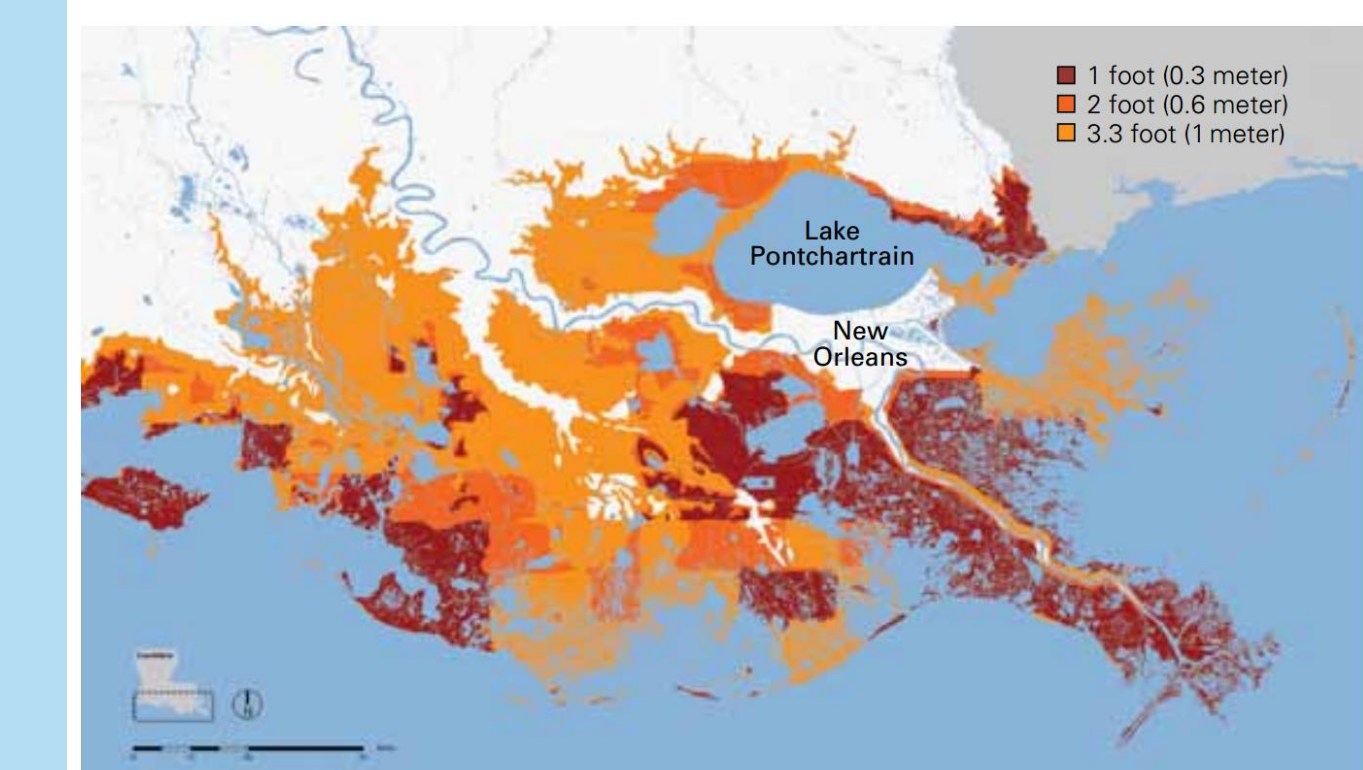 1 foot (0.3 meter)
2 foot (0.6 meter)
3.3 foot (1 meter)
Lake
Pontchartrain
New
Orleans
N